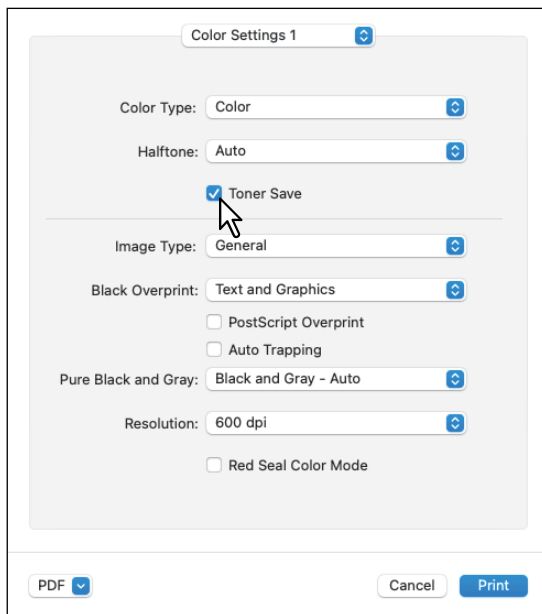 Color Settings 1
Color Type: Color
Halftone: Auto
Toner Save
Image Type: General
Black Overprint: Text and Graphics
PostScript Overprint
Auto Trapping
Pure Black and Gray: Black and Gray - Auto
Resolution: 600 dpi
Red Seal Color Mode
PDF Cancel Print